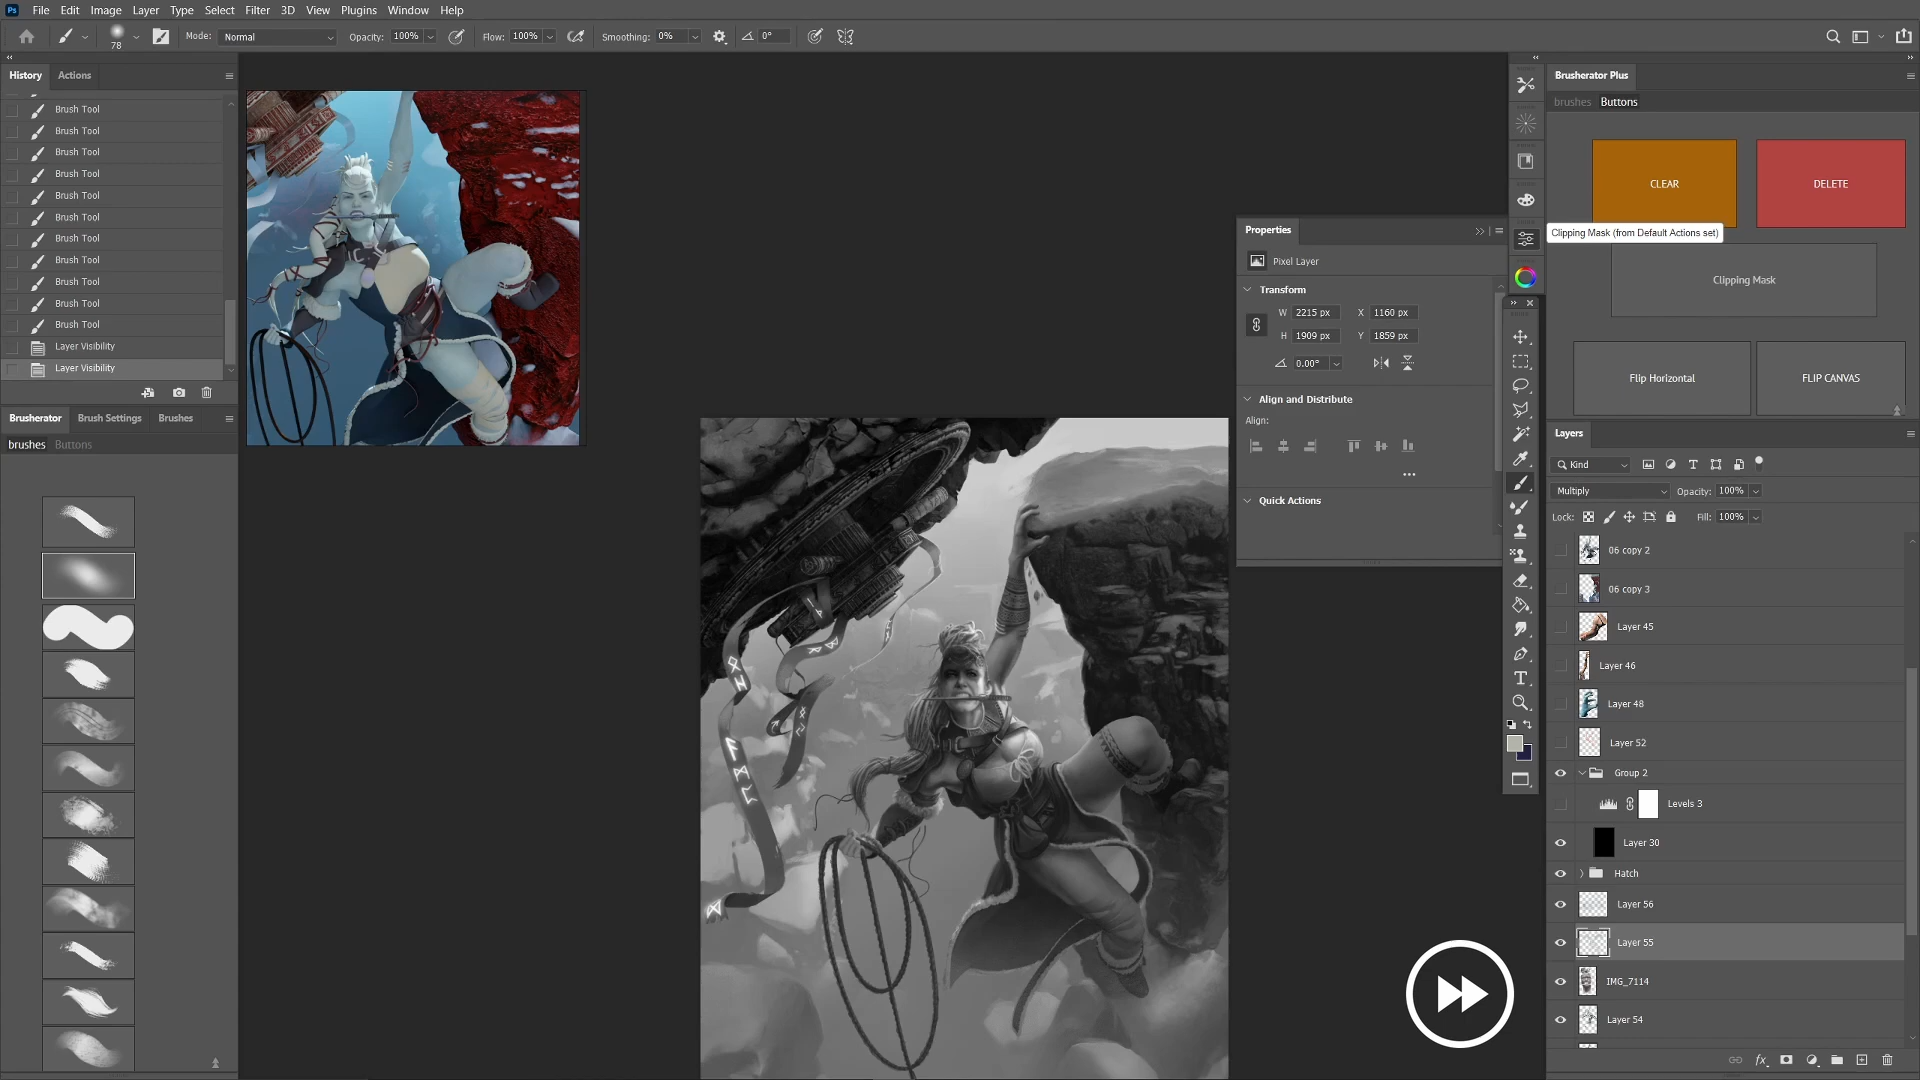 Ps File Edit Image Layer Type Select Filter 3D View Plugins Window Help
78 Mode: Normal Opacity: 100% Flow: 100% Smoothing: 0% 0°
History Actions
Brush Tool
Brush Tool
Brush Tool
Brush Tool
Brush Tool
Brush Tool
Brush Tool
Brush Tool
Brush Tool
Brush Tool
Brush Tool
Layer Visibility
Layer Visibility
Brusherator Brush Settings Brushes
brushes Buttons
Properties
Pixel Layer
Transform
W 2215 px X 1160 px
H 1909 px Y 1859 px
0.00°
Align and Distribute
Align:
Quick Actions
Brusherator Plus
brushes Buttons
CLEAR DELETE
Clipping Mask (from Default Actions set)
Clipping Mask
Flip Horizontal FLIP CANVAS
Layers
Kind
Multiply Opacity: 100%
Lock: Fill: 100%
06 copy 2
06 copy 3
Layer 45
Layer 46
Layer 48
Layer 52
Group 2
Levels 3
Layer 30
Hatch
Layer 56
Layer 55
IMG_7114
Layer 54
fx